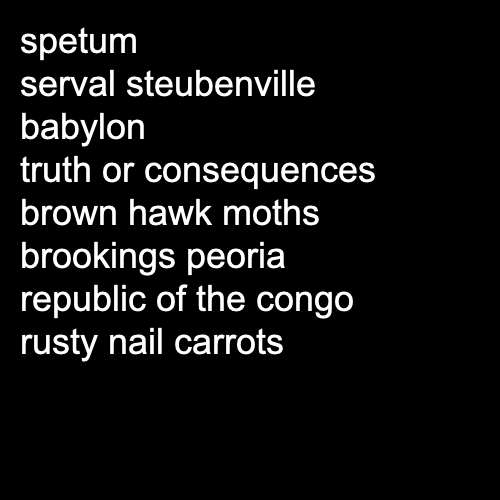 spetum
serval steubenville
babylon
truth or consequences
brown hawk moths
brookings peoria
republic of the congo
rusty nail carrots